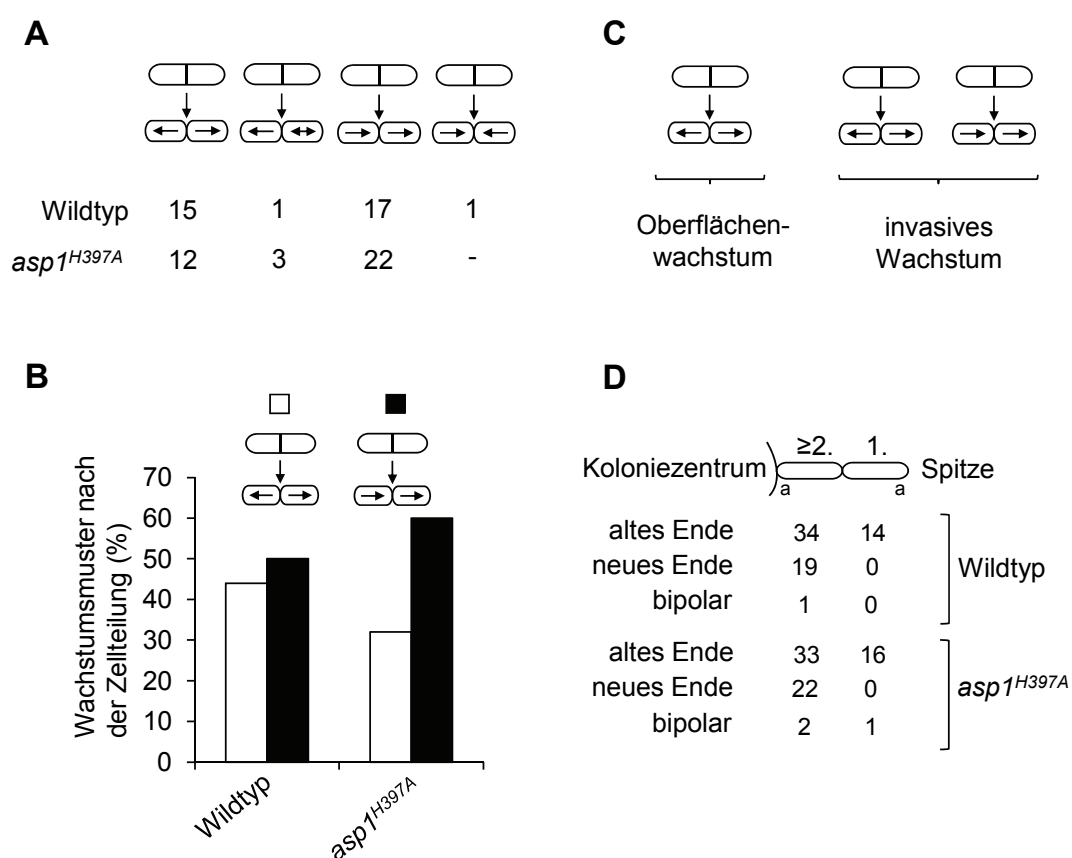 A
Wildtyp 15 1 17 1
asp1H397A 12 3 22 -
B
Wachstumsmuster nach
der Zellteilung (%)
70
60
50
40
30
20
10
0
Wildtyp
asp1H397A
C
Oberflächen-
wachstum
invasives
Wachstum
D
≥2. 1.
Koloniezentrum Spitze
a a
altes Ende 34 14
neues Ende 19 0
bipolar 1 0
Wildtyp
altes Ende 33 16
neues Ende 22 0
bipolar 2 1
asp1H397A